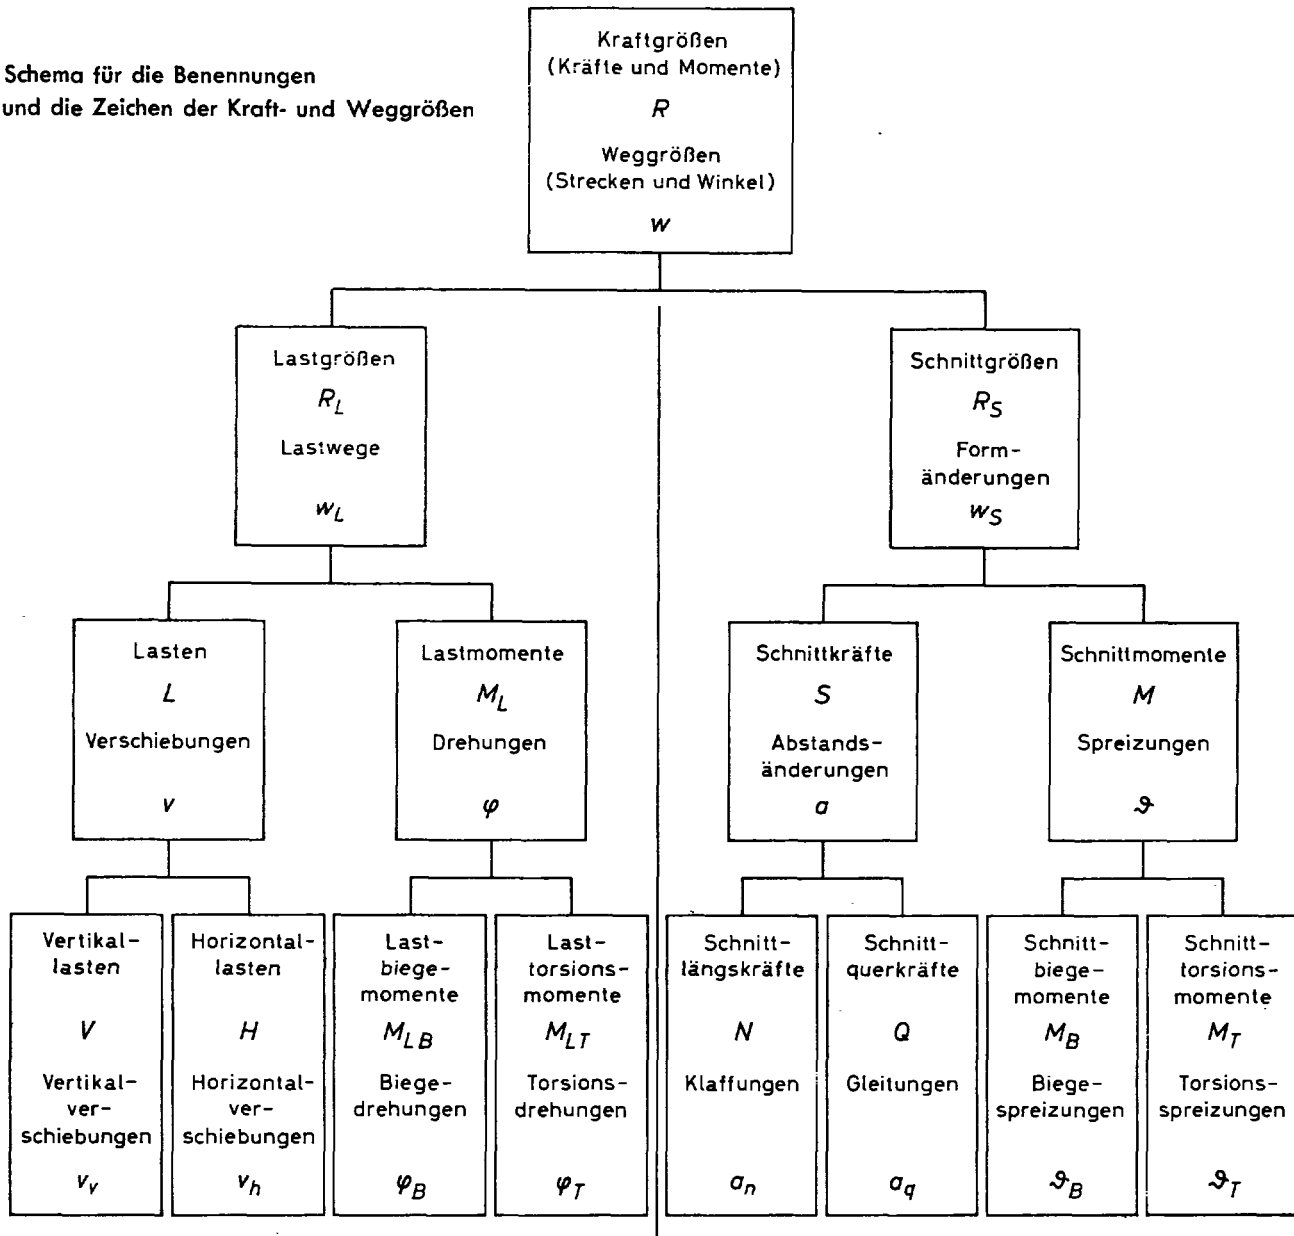 Schema für die Benennungen
und die Zeichen der Kraft- und Weggrößen
Kraftgrößen
(Kräfte und Momente)
R
Weggrößen
(Strecken und Winkel)
w
Lastgrößen
R_L
Lastwege
w_L
Schnittgrößen
R_S
Form-
änderungen
w_S
Lasten
L
Verschiebungen
v
Lastmomente
M_L
Drehungen
φ
Schnittkräfte
S
Abstands-
änderungen
a
Schnittmomente
M
Spreizungen
ϑ
Vertikal-
lasten
V
Vertikal-
ver-
schiebungen
v_v
Horizontal-
lasten
H
Horizontal-
ver-
schiebungen
v_h
Last-
biege-
momente
M_LB
Biege-
drehungen
φ_B
Last-
torsions-
momente
M_LT
Torsions-
drehungen
φ_T
Schnitt-
längskräfte
N
Klaffungen
a_n
Schnitt-
querkräfte
Q
Gleitungen
a_q
Schnitt-
biege-
momente
M_B
Biege-
spreizungen
ϑ_B
Schnitt-
torsions-
momente
M_T
Torsions-
spreizungen
ϑ_T